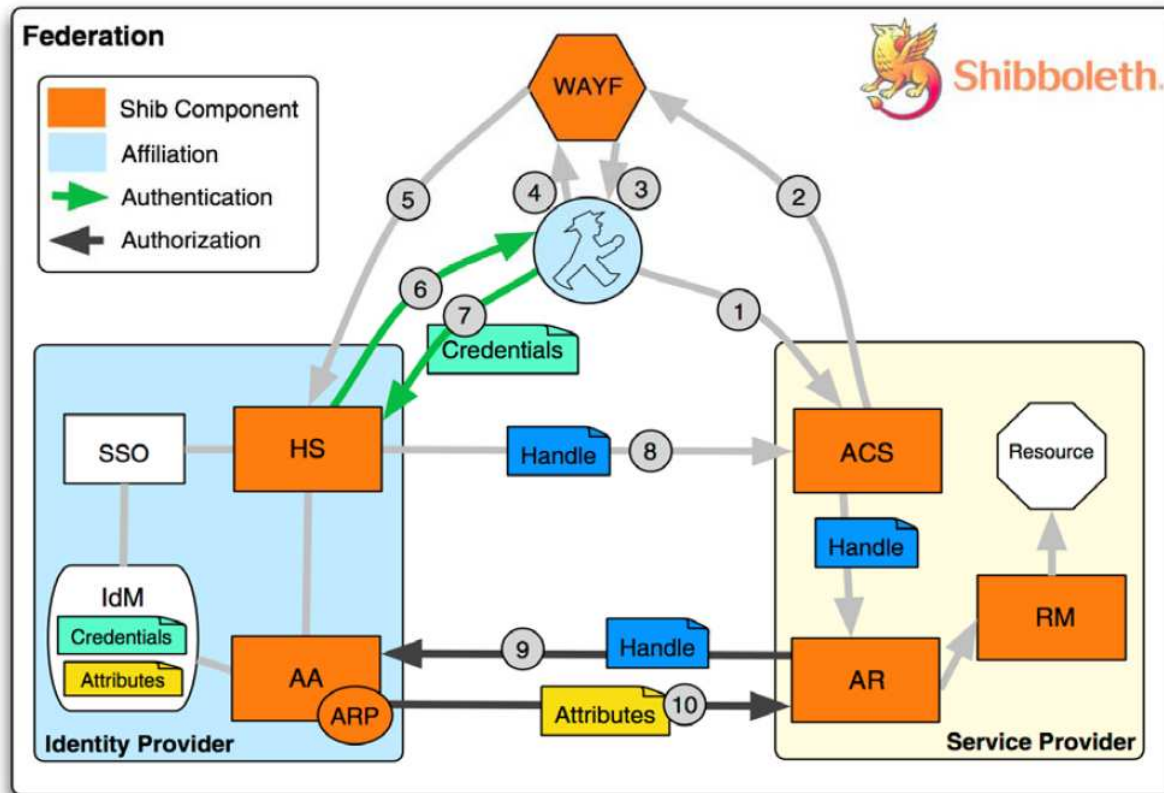 Federation
Shibboleth.
Shib Component
Affiliation
Authentication
Authorization
WAYF
5
4
3
2
6
7
1
Credentials
SSO
HS
Handle
8
ACS
Resource
Handle
IdM
Credentials
Attributes
AA
ARP
9
Handle
Attributes
10
AR
RM
Identity Provider
Service Provider